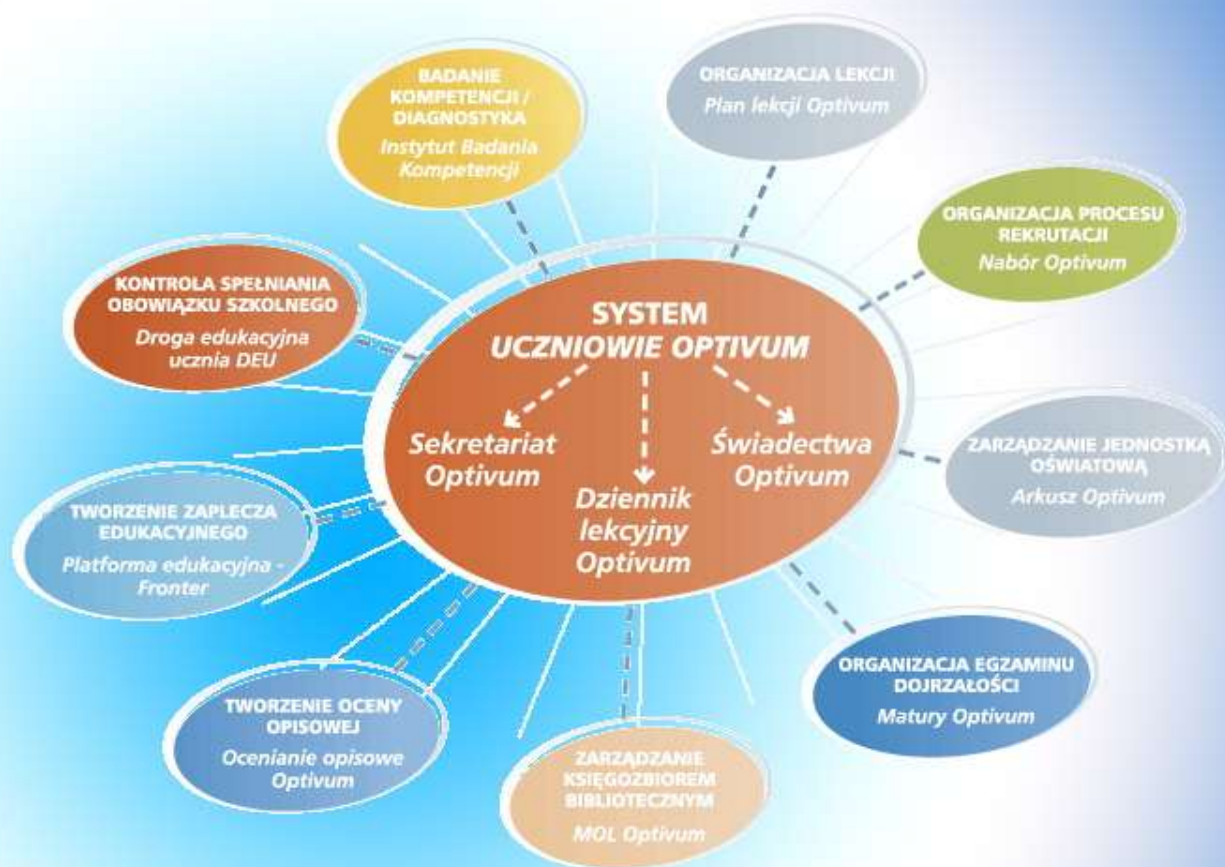 BADANIE
KOMPETENCJI /
DIAGNOSTYKA
Instytut Badania
Kompetencji
ORGANIZACJA LEKCJI
Plan lekcji Optivum
ORGANIZACJA PROCESU
REKRUTACJI
Nabór Optivum
KONTROLA SPEŁNIANIA
OBOWIĄZKU SZKOLNEGO
Droga edukacyjna
ucznia DEU
SYSTEM
UCZNIOWIE OPTIVUM
Sekretariat
Optivum
Dziennik
lekcyjny
Optivum
Świadectwa
Optivum
ZARZĄDZANIE JEDNOSTKĄ
OŚWIATOWĄ
Arkusz Optivum
TWORZENIE ZAPLECZA
EDUKACYJNEGO
Platforma edukacyjna -
Fronter
ORGANIZACJA EGZAMINU
DOJRZAŁOŚCI
Matury Optivum
TWORZENIE OCENY
OPISOWEJ
Ocenianie opisowe
Optivum
ZARZĄDZANIE
KSIĘGOZBIOREM
BIBLIOTECZNYM
MOL Optivum